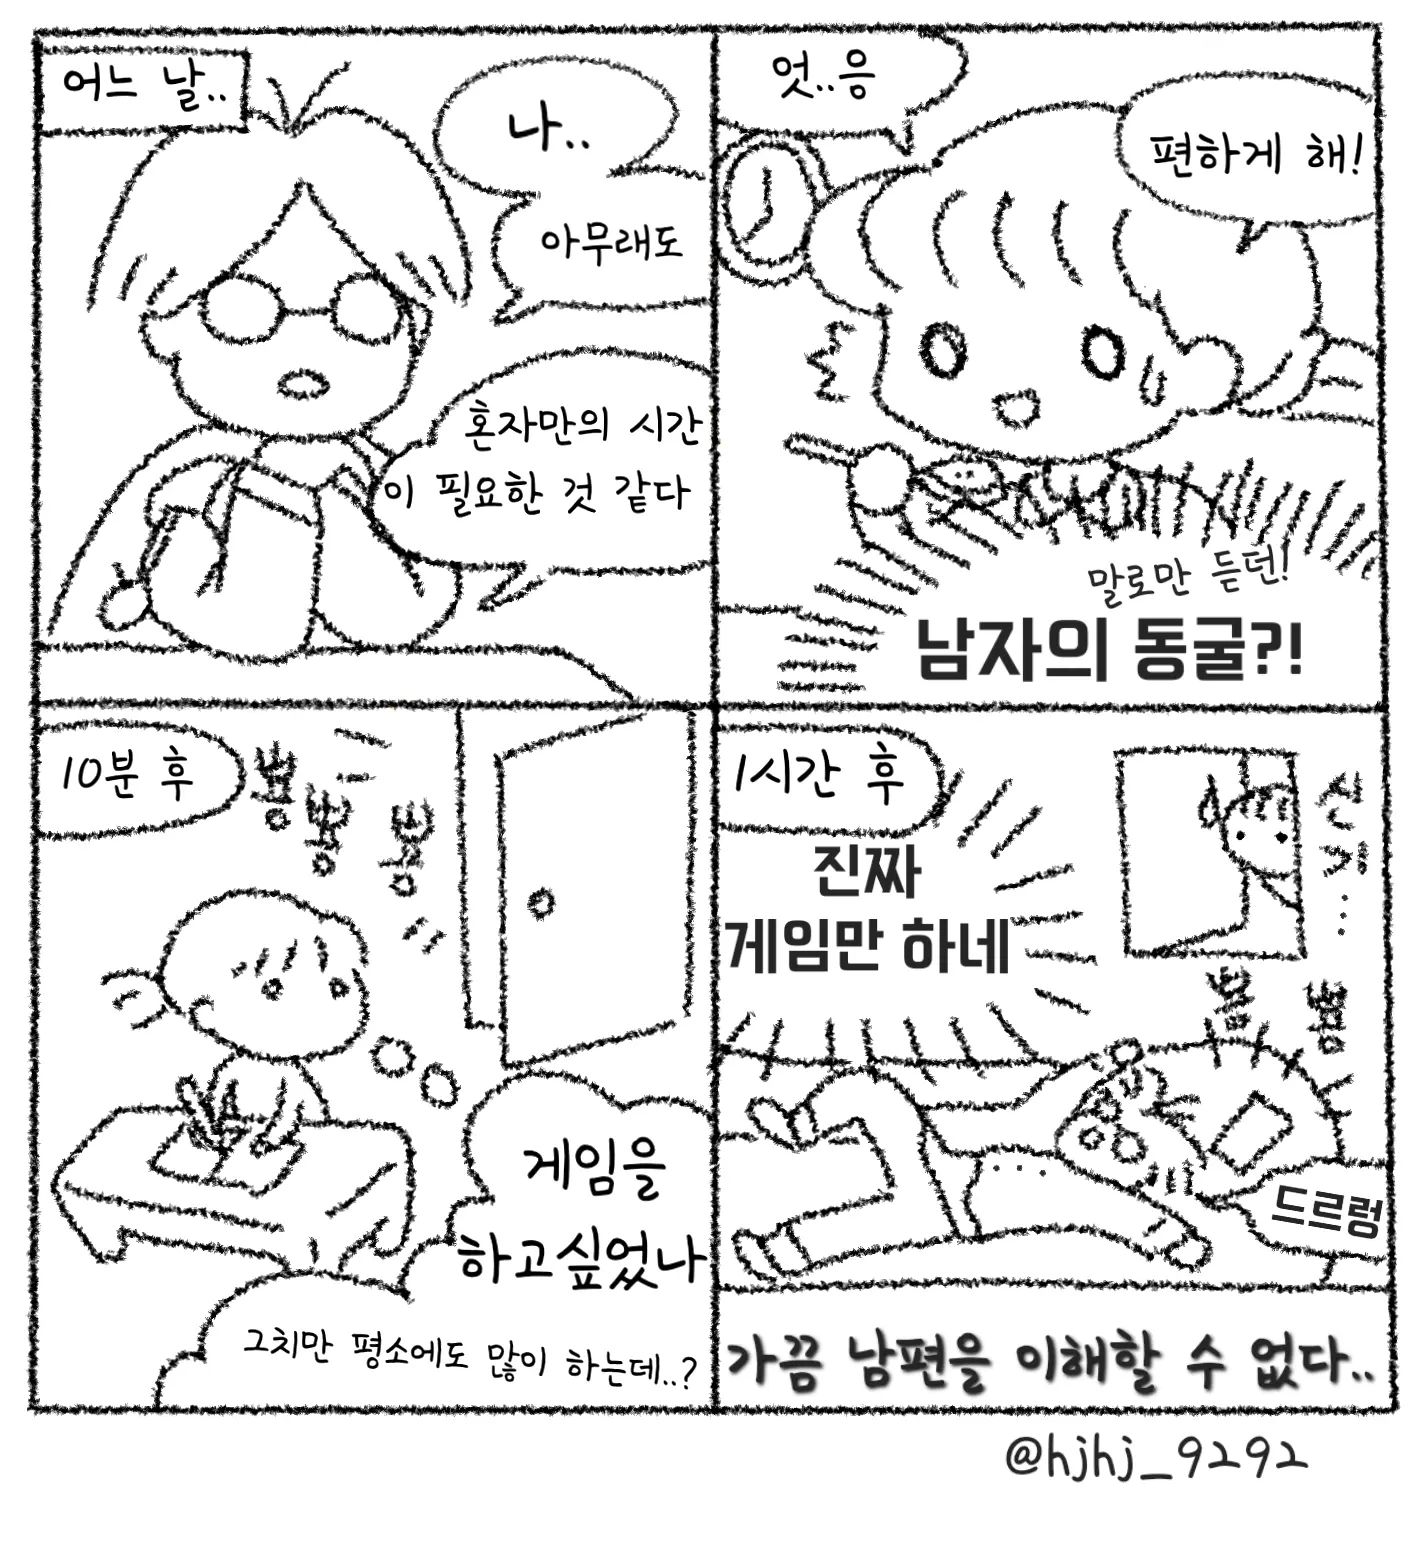 어느 날..
나..
아무래도
혼자만의 시간
이 필요한 것 같다
엇..응
편하게 해!
말로만 듣던!
남자의 동굴?!
10분 후
뿅
뿅
뿅
게임을
하고싶었나
그치만 평소에도 많이 하는데..?
1시간 후
진짜
게임만 하네
신기...
뿅
뿅
드르렁
가끔 남편을 이해할 수 없다..
@hjhj_9292